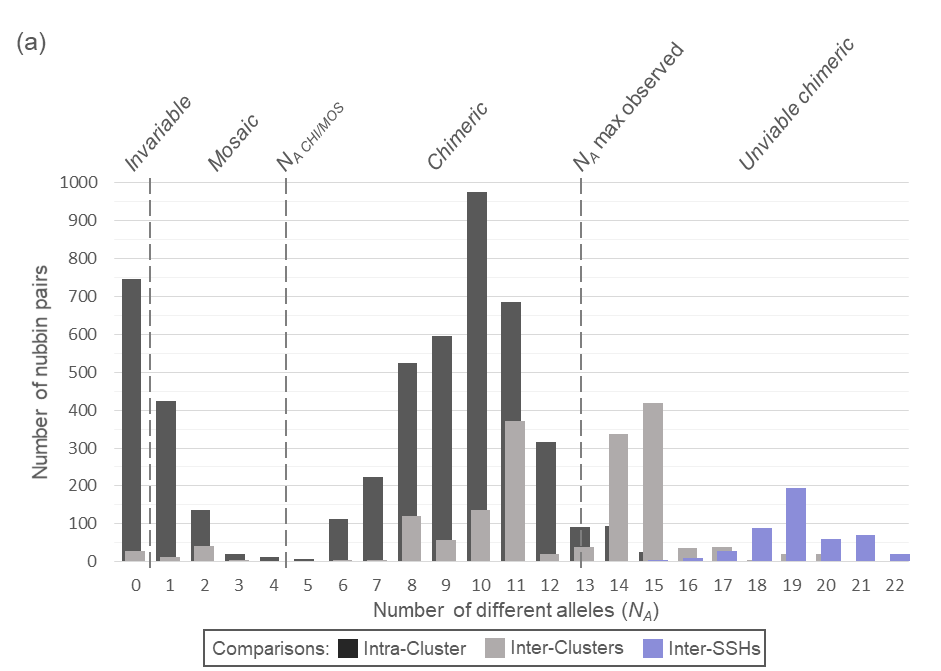 (a)
Invariable
Mosaic
NA CHI/MOS
Chimeric
NA max observed
Unviable chimeric
Number of nubbin pairs
1000
900
800
700
600
500
400
300
200
100
0
0 1 2 3 4 5 6 7 8 9 10 11 12 13 14 15 16 17 18 19 20 21 22
Number of different alleles (NA)
Comparisons: Intra-Cluster Inter-Clusters Inter-SSHs